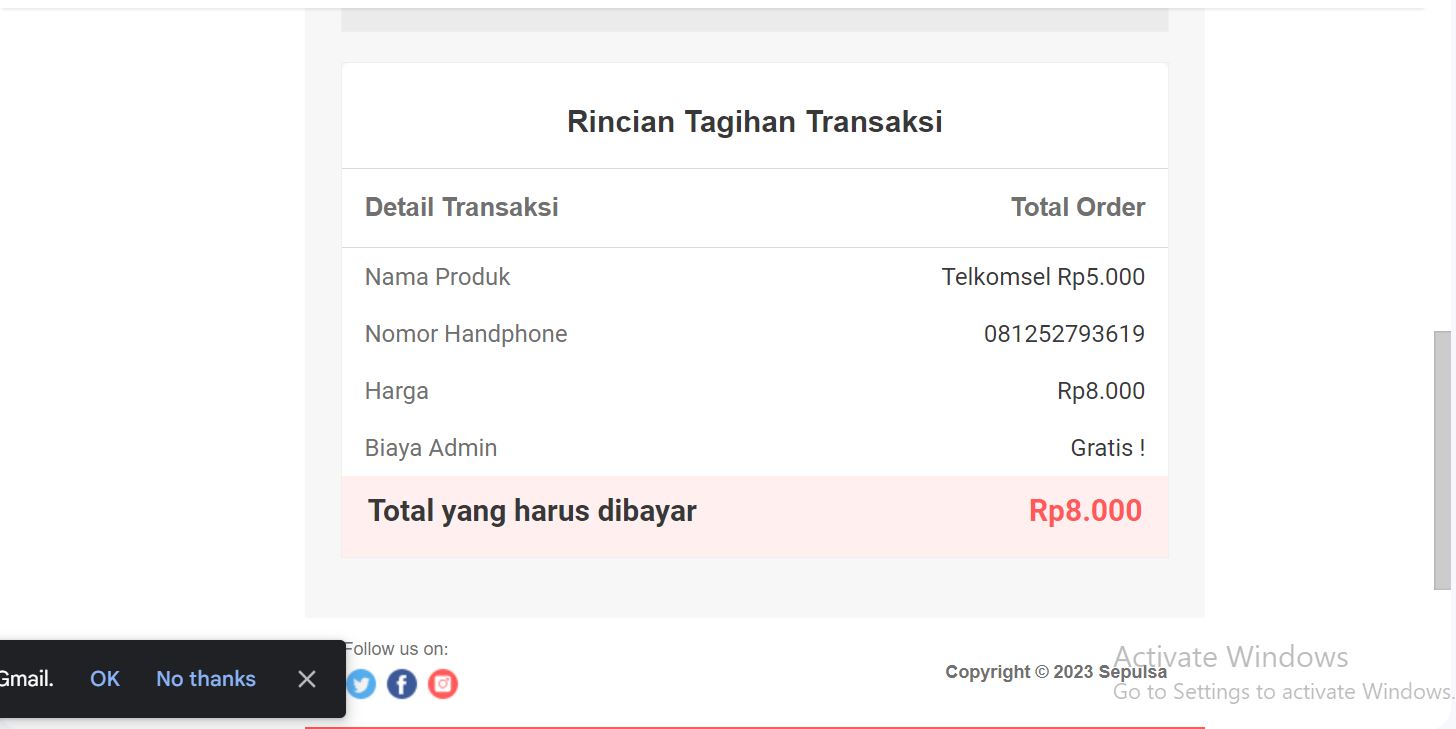 Rincian Tagihan Transaksi
Detail Transaksi Total Order
Nama Produk Telkomsel Rp5.000
Nomor Handphone 081252793619
Harga Rp8.000
Biaya Admin Gratis !
Total yang harus dibayar Rp8.000
Follow us on:
Copyright © 2023 Sepulsa
Gmail. OK No thanks
Activate Windows
Go to Settings to activate Windows.